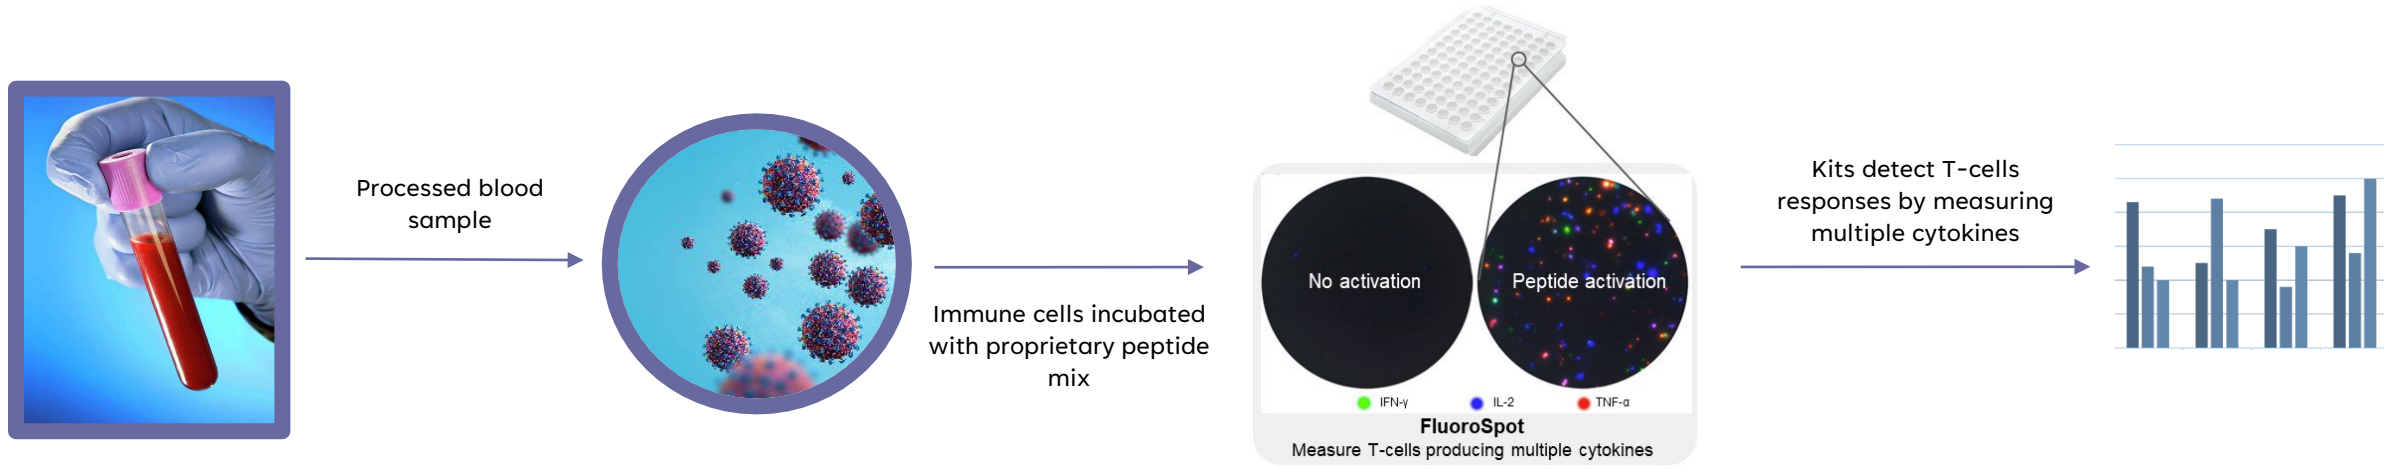 Processed blood
sample
Immune cells incubated
with proprietary peptide
mix
No activation
Peptide activation
IFN-γ
IL-2
TNF-α
FluoroSpot
Measure T-cells producing multiple cytokines
Kits detect T-cells
responses by measuring
multiple cytokines